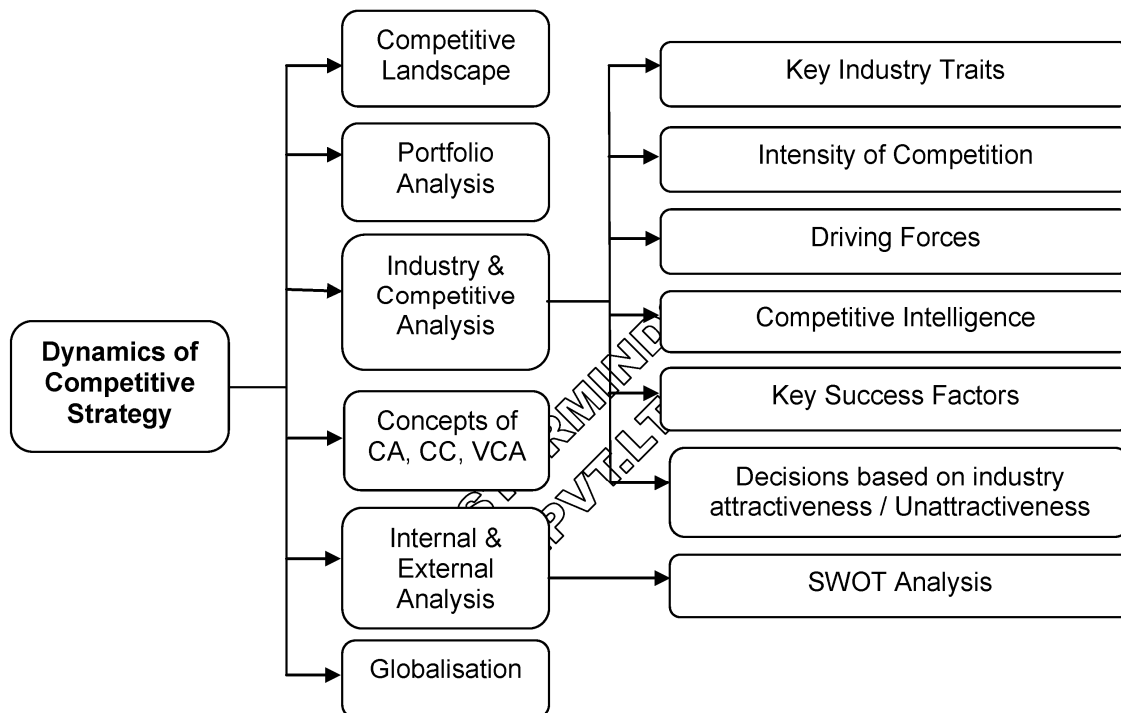 Competitive
Landscape
Portfolio
Analysis
Industry &
Competitive
Analysis
Dynamics of
Competitive
Strategy
Concepts of
CA, CC, VCA
Internal &
External
Analysis
Globalisation
Key Industry Traits
Intensity of Competition
Driving Forces
Competitive Intelligence
Key Success Factors
Decisions based on industry
attractiveness / Unattractiveness
SWOT Analysis
PVT.LT